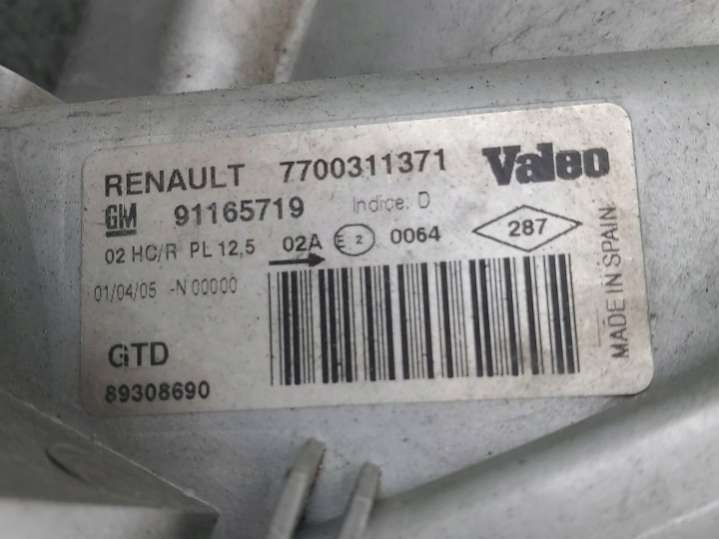 RENAULT 7700311371 Valeo
GM 91165719 Indice: D
02 HC/R PL 12,5 02A E 2 0064 287
01/04/05 -N 00000
GTD
89308690
MADE IN SPAIN